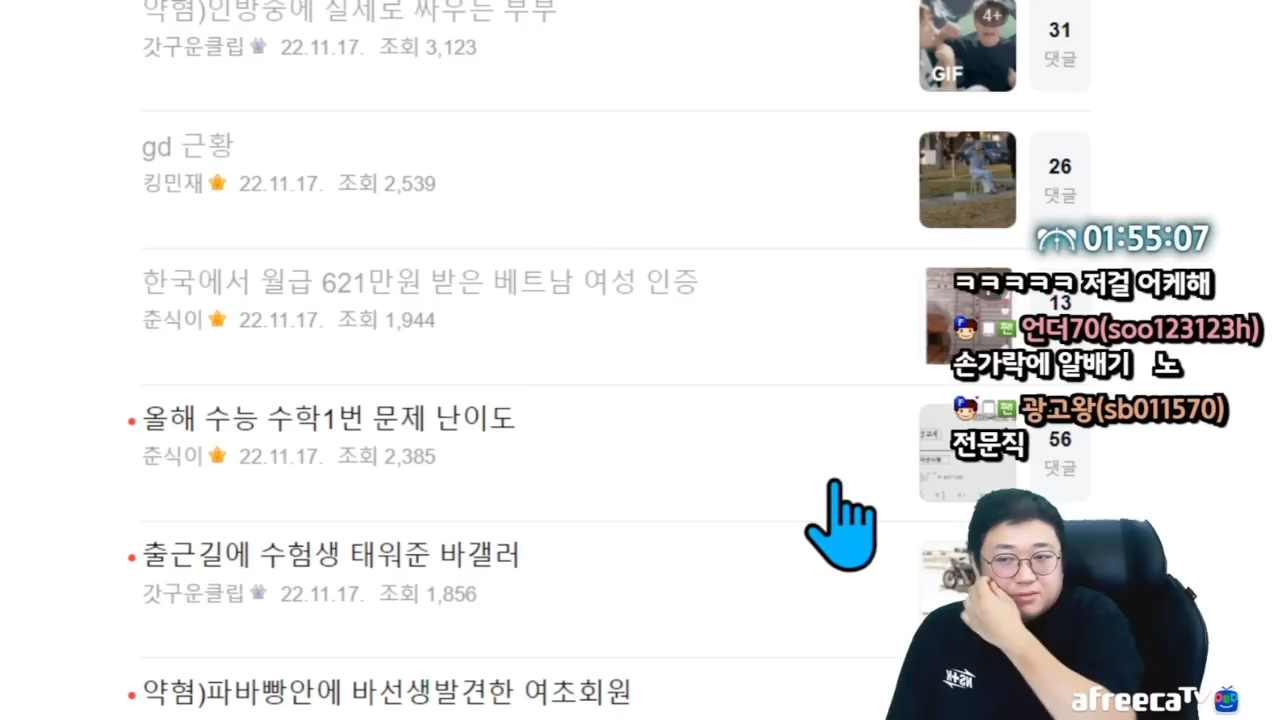 약혐)인방중에 실제로 싸우는 부부
갓구운클립 22.11.17. 조회 3,123
4+
GIF
31
댓글
gd 근황
킹민재 22.11.17. 조회 2,539
26
댓글
01:55:07
한국에서 월급 621만원 받은 베트남 여성 인증
춘식이 22.11.17. 조회 1,944
13
ㅋㅋㅋㅋㅋ 저걸 어케해
언더70(soo123123h)
손가락에 알배기 노
광고왕(sb011570)
전문직
올해 수능 수학1번 문제 난이도
춘식이 22.11.17. 조회 2,385
56
댓글
출근길에 수험생 태워준 바갤러
갓구운클립 22.11.17. 조회 1,856
약혐)파바빵안에 바선생발견한 여초회원
afreecaTV